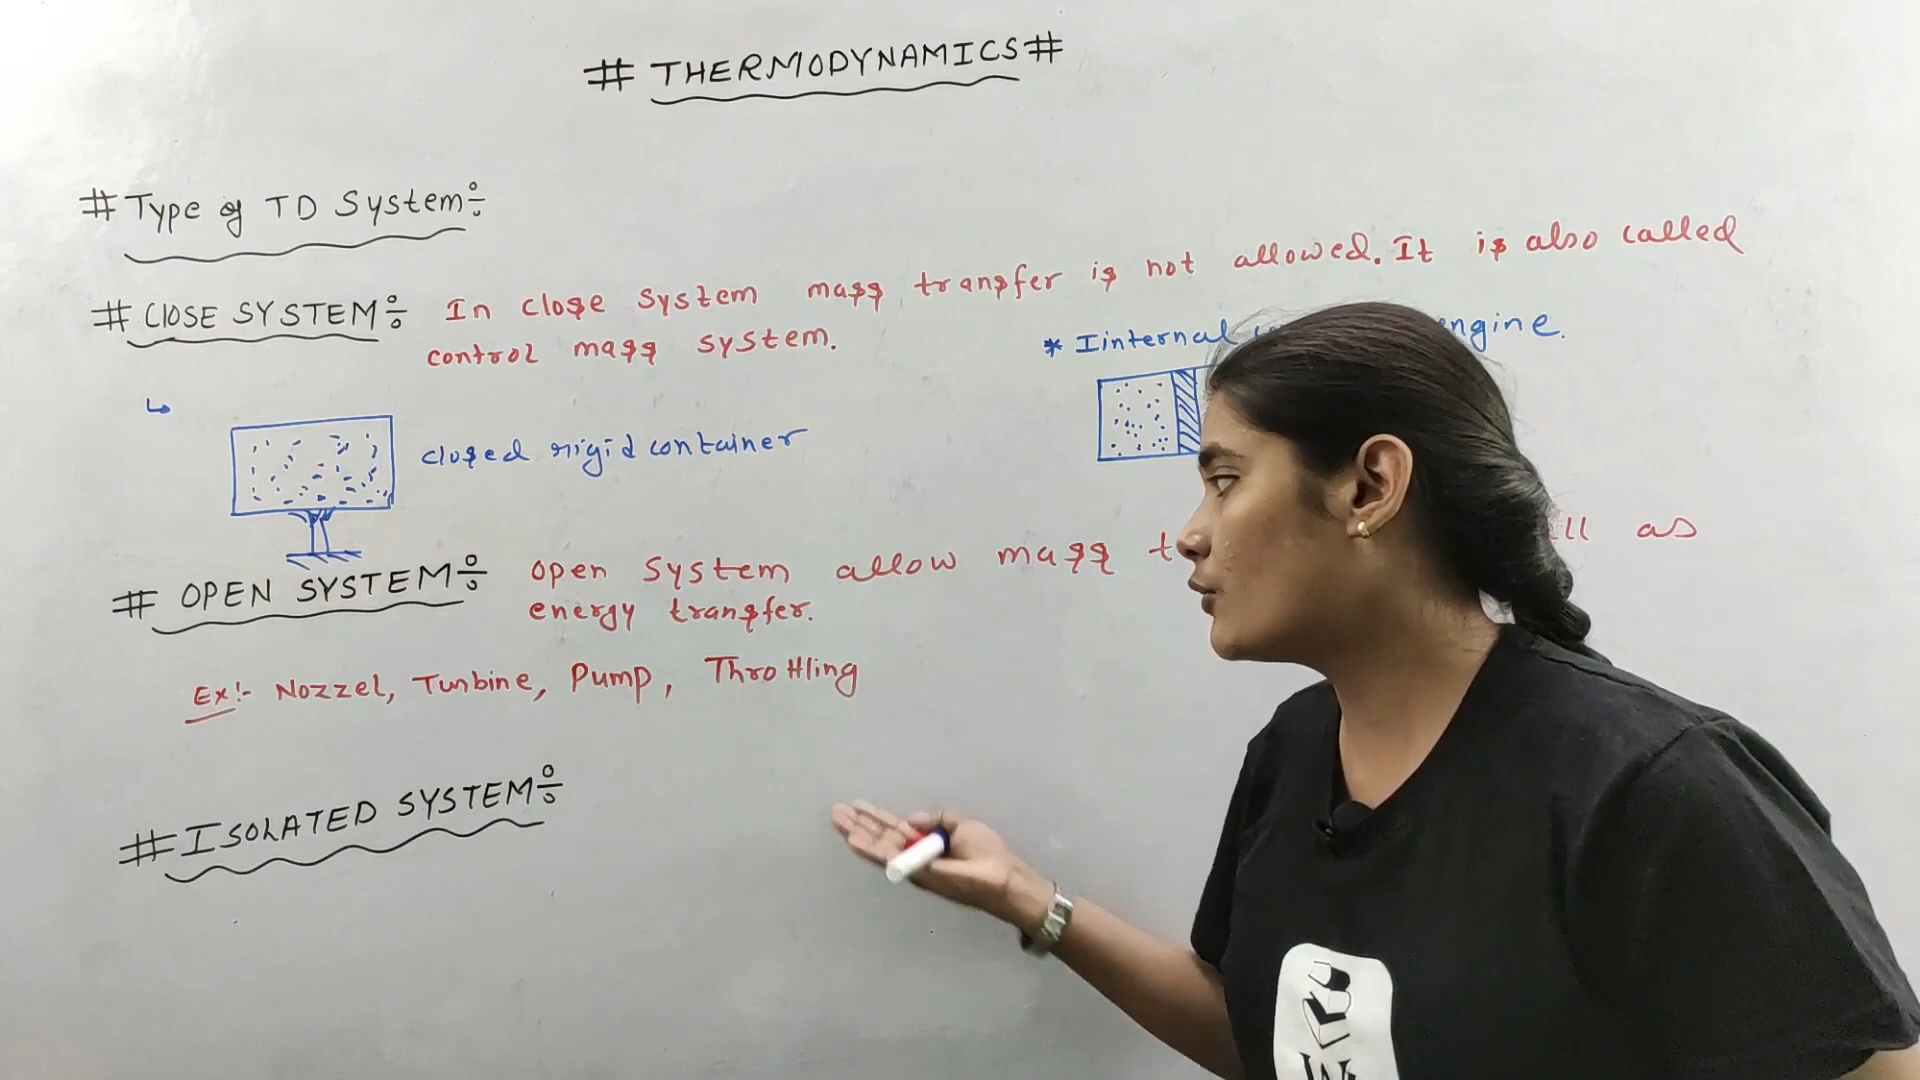 # THERMODYNAMICS #
# Type of TD System:
# ClOSE SYSTEM: In close system mass transfer is not allowed. It is also called
control mass system.
* Iinternal engine.
closed rigid container
# OPEN SYSTEM: Open system allow mass as
energy transfer.
Ex:- Nozzel, Turbine, Pump, Throttling
# ISOLATED SYSTEM: